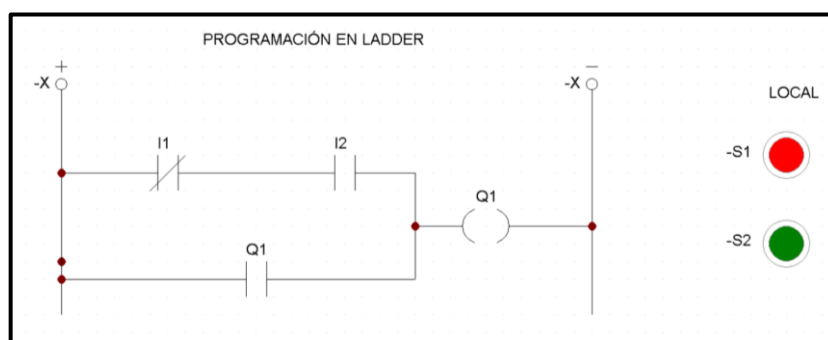 PROGRAMACIÓN EN LADDER
+
-X
−
-X
LOCAL
I1
I2
-S1
Q1
-S2
Q1